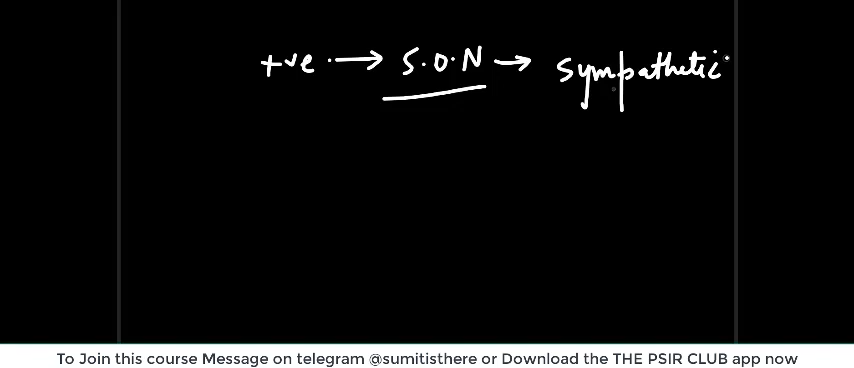 +ve → S.O.N → Sympathetic
To Join this course Message on telegram @sumitisthere or Download the THE PSIR CLUB app now